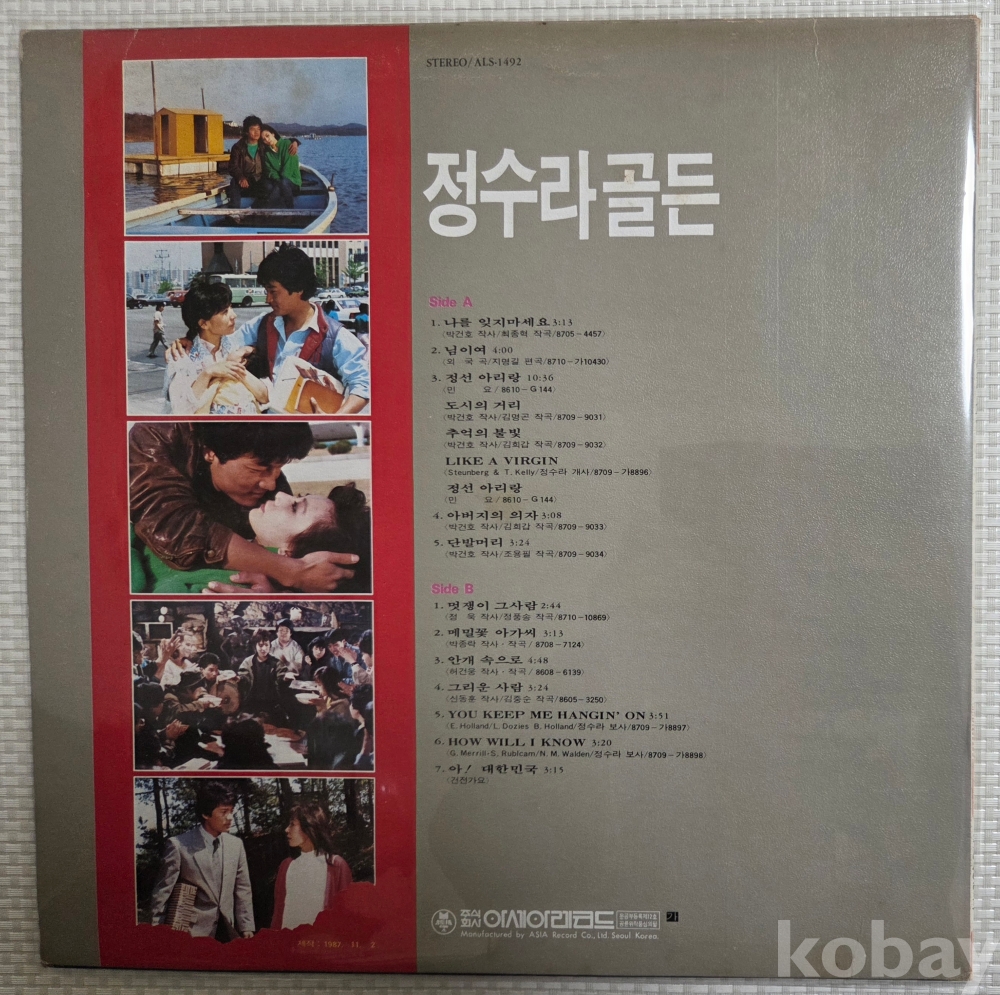 STEREO/ALS-1492
정수라골든
Side A
1. 나를 잊지마세요 3:13
(박건호 작사/최종혁 작곡/8705-4457)
2. 님이여 4:00
(외 국 곡/지명길 편곡/8710-가10430)
3. 정선 아리랑 10:36
(민 요/8610-G144)
도시의 거리
(박건호 작사/김명곤 작곡/8709-9031)
추억의 불빛
(박건호 작사/김희갑 작곡/8709-9032)
LIKE A VIRGIN
(Steunberg & T. Kelly/정수라 개사/8709-가8896)
정선 아리랑
(민 요/8610-G144)
4. 아버지의 의자 3:08
(박건호 작사/김희갑 작곡/8709-9033)
5. 단발머리 3:24
(박건호 작사/조용필 작곡/8709-9034)
Side B
1. 멋쟁이 그사람 2:44
(정 욱 작사/정풍송 작곡/8710-10869)
2. 메밀꽃 아가씨 3:13
(박종락 작사·작곡/8708-7124)
3. 안개 속으로 4:48
(허건웅 작사·작곡/8608-6139)
4. 그리운 사람 3:24
(신동훈 작사/김중순 작곡/8605-3250)
5. YOU KEEP ME HANGIN' ON 3:51
(E. Holland/L. Dozies B. Holland/정수라 보사/8709-가8897)
6. HOW WILL I KNOW 3:20
(G. Merrill-S. Rublcam/N. M. Walden/정수라 보사/8709-가8898)
7. 아! 대한민국 3:15
(건전가요)
주식회사 아세아레코드
가
Manufactured by ASIA Record Co., Ltd. Seoul Korea.
제작: 1987. 11. 2
kobay